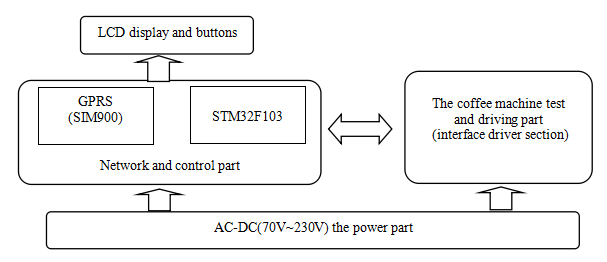 LCD display and buttons
GPRS
(SIM900)
STM32F103
Network and control part
The coffee machine test
and driving part
(interface driver section)
AC-DC(70V~230V) the power part